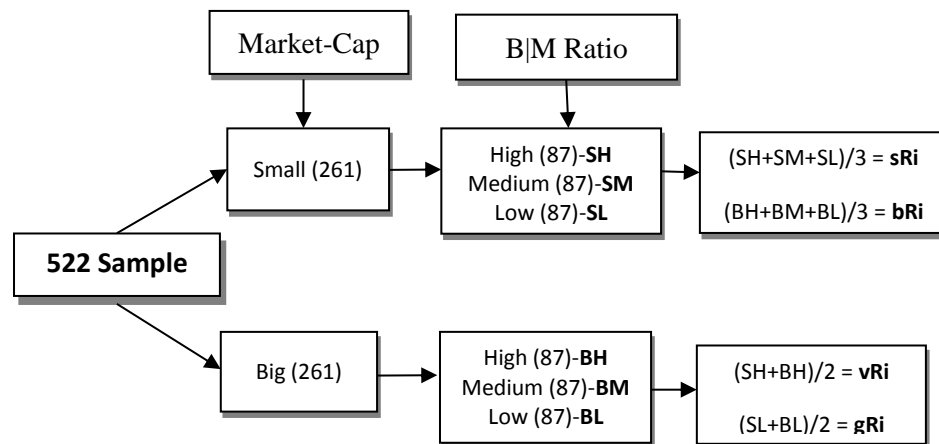 Market-Cap
B|M Ratio
Small (261)
High (87)-SH
Medium (87)-SM
Low (87)-SL
(SH+SM+SL)/3 = sRi
(BH+BM+BL)/3 = bRi
522 Sample
Big (261)
High (87)-BH
Medium (87)-BM
Low (87)-BL
(SH+BH)/2 = vRi
(SL+BL)/2 = gRi